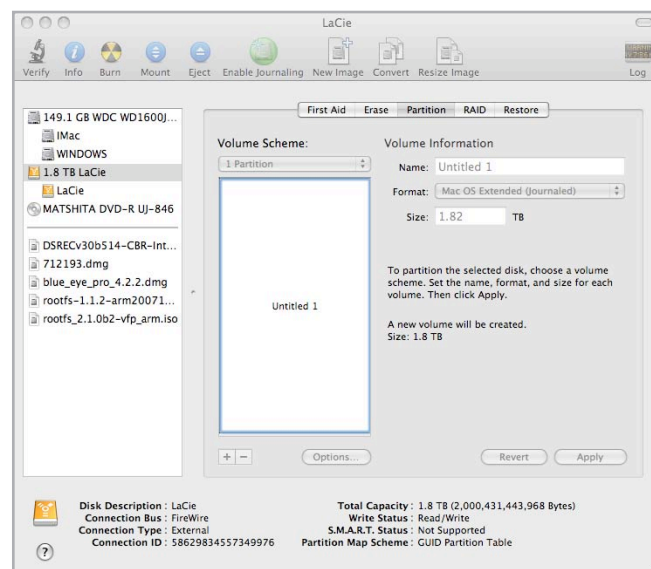 LaCie
Verify
Info
Burn
Mount
Eject
Enable Journaling
New Image
Convert
Resize Image
Log
149.1 GB WDC WD1600J...
IMac
WINDOWS
1.8 TB LaCie
LaCie
MATSHITA DVD-R UJ-846
DSRECv30b514-CBR-Int...
712193.dmg
blue_eye_pro_4.2.2.dmg
rootfs-1.1.2-arm20071...
rootfs_2.1.0b2-vfp_arm.iso
First Aid
Erase
Partition
RAID
Restore
Volume Scheme:
1 Partition
Untitled 1
+ -
Options...
Volume Information
Name: Untitled 1
Format: Mac OS Extended (Journaled)
Size: 1.82 TB
To partition the selected disk, choose a volume
scheme. Set the name, format, and size for each
volume. Then click Apply.
A new volume will be created.
Size: 1.8 TB
Revert
Apply
Disk Description : LaCie
Connection Bus : FireWire
Connection Type : External
Connection ID : 58629834557349976
Total Capacity : 1.8 TB (2,000,431,443,968 Bytes)
Write Status : Read/Write
S.M.A.R.T. Status : Not Supported
Partition Map Scheme : GUID Partition Table
?